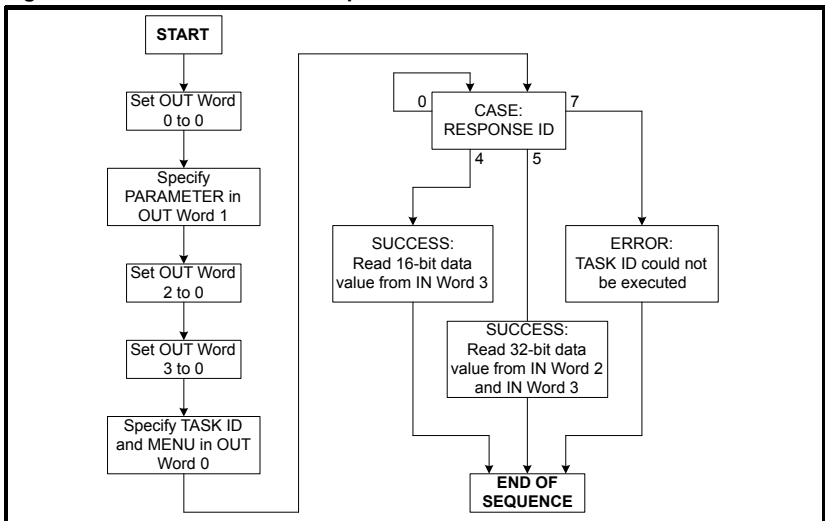 START
Set OUT Word
0 to 0
Specify
PARAMETER in
OUT Word 1
Set OUT Word
2 to 0
Set OUT Word
3 to 0
Specify TASK ID
and MENU in OUT
Word 0
0
CASE:
RESPONSE ID
7
4
5
SUCCESS:
Read 16-bit data
value from IN Word 3
ERROR:
TASK ID could not
be executed
SUCCESS:
Read 32-bit data
value from IN Word 2
and IN Word 3
END OF
SEQUENCE